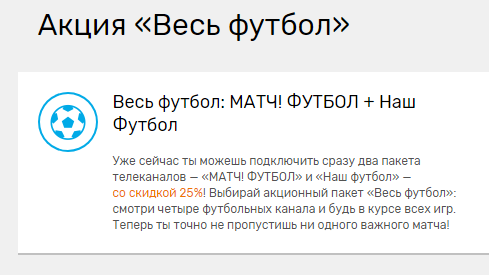 Акция «Весь футбол»
Весь футбол: МАТЧ! ФУТБОЛ + Наш
Футбол
Уже сейчас ты можешь подключить сразу два пакета
телеканалов — «МАТЧ! ФУТБОЛ» и «Наш футбол» —
со скидкой 25%! Выбирай акционный пакет «Весь футбол»:
смотри четыре футбольных канала и будь в курсе всех игр.
Теперь ты точно не пропустишь ни одного важного матча!